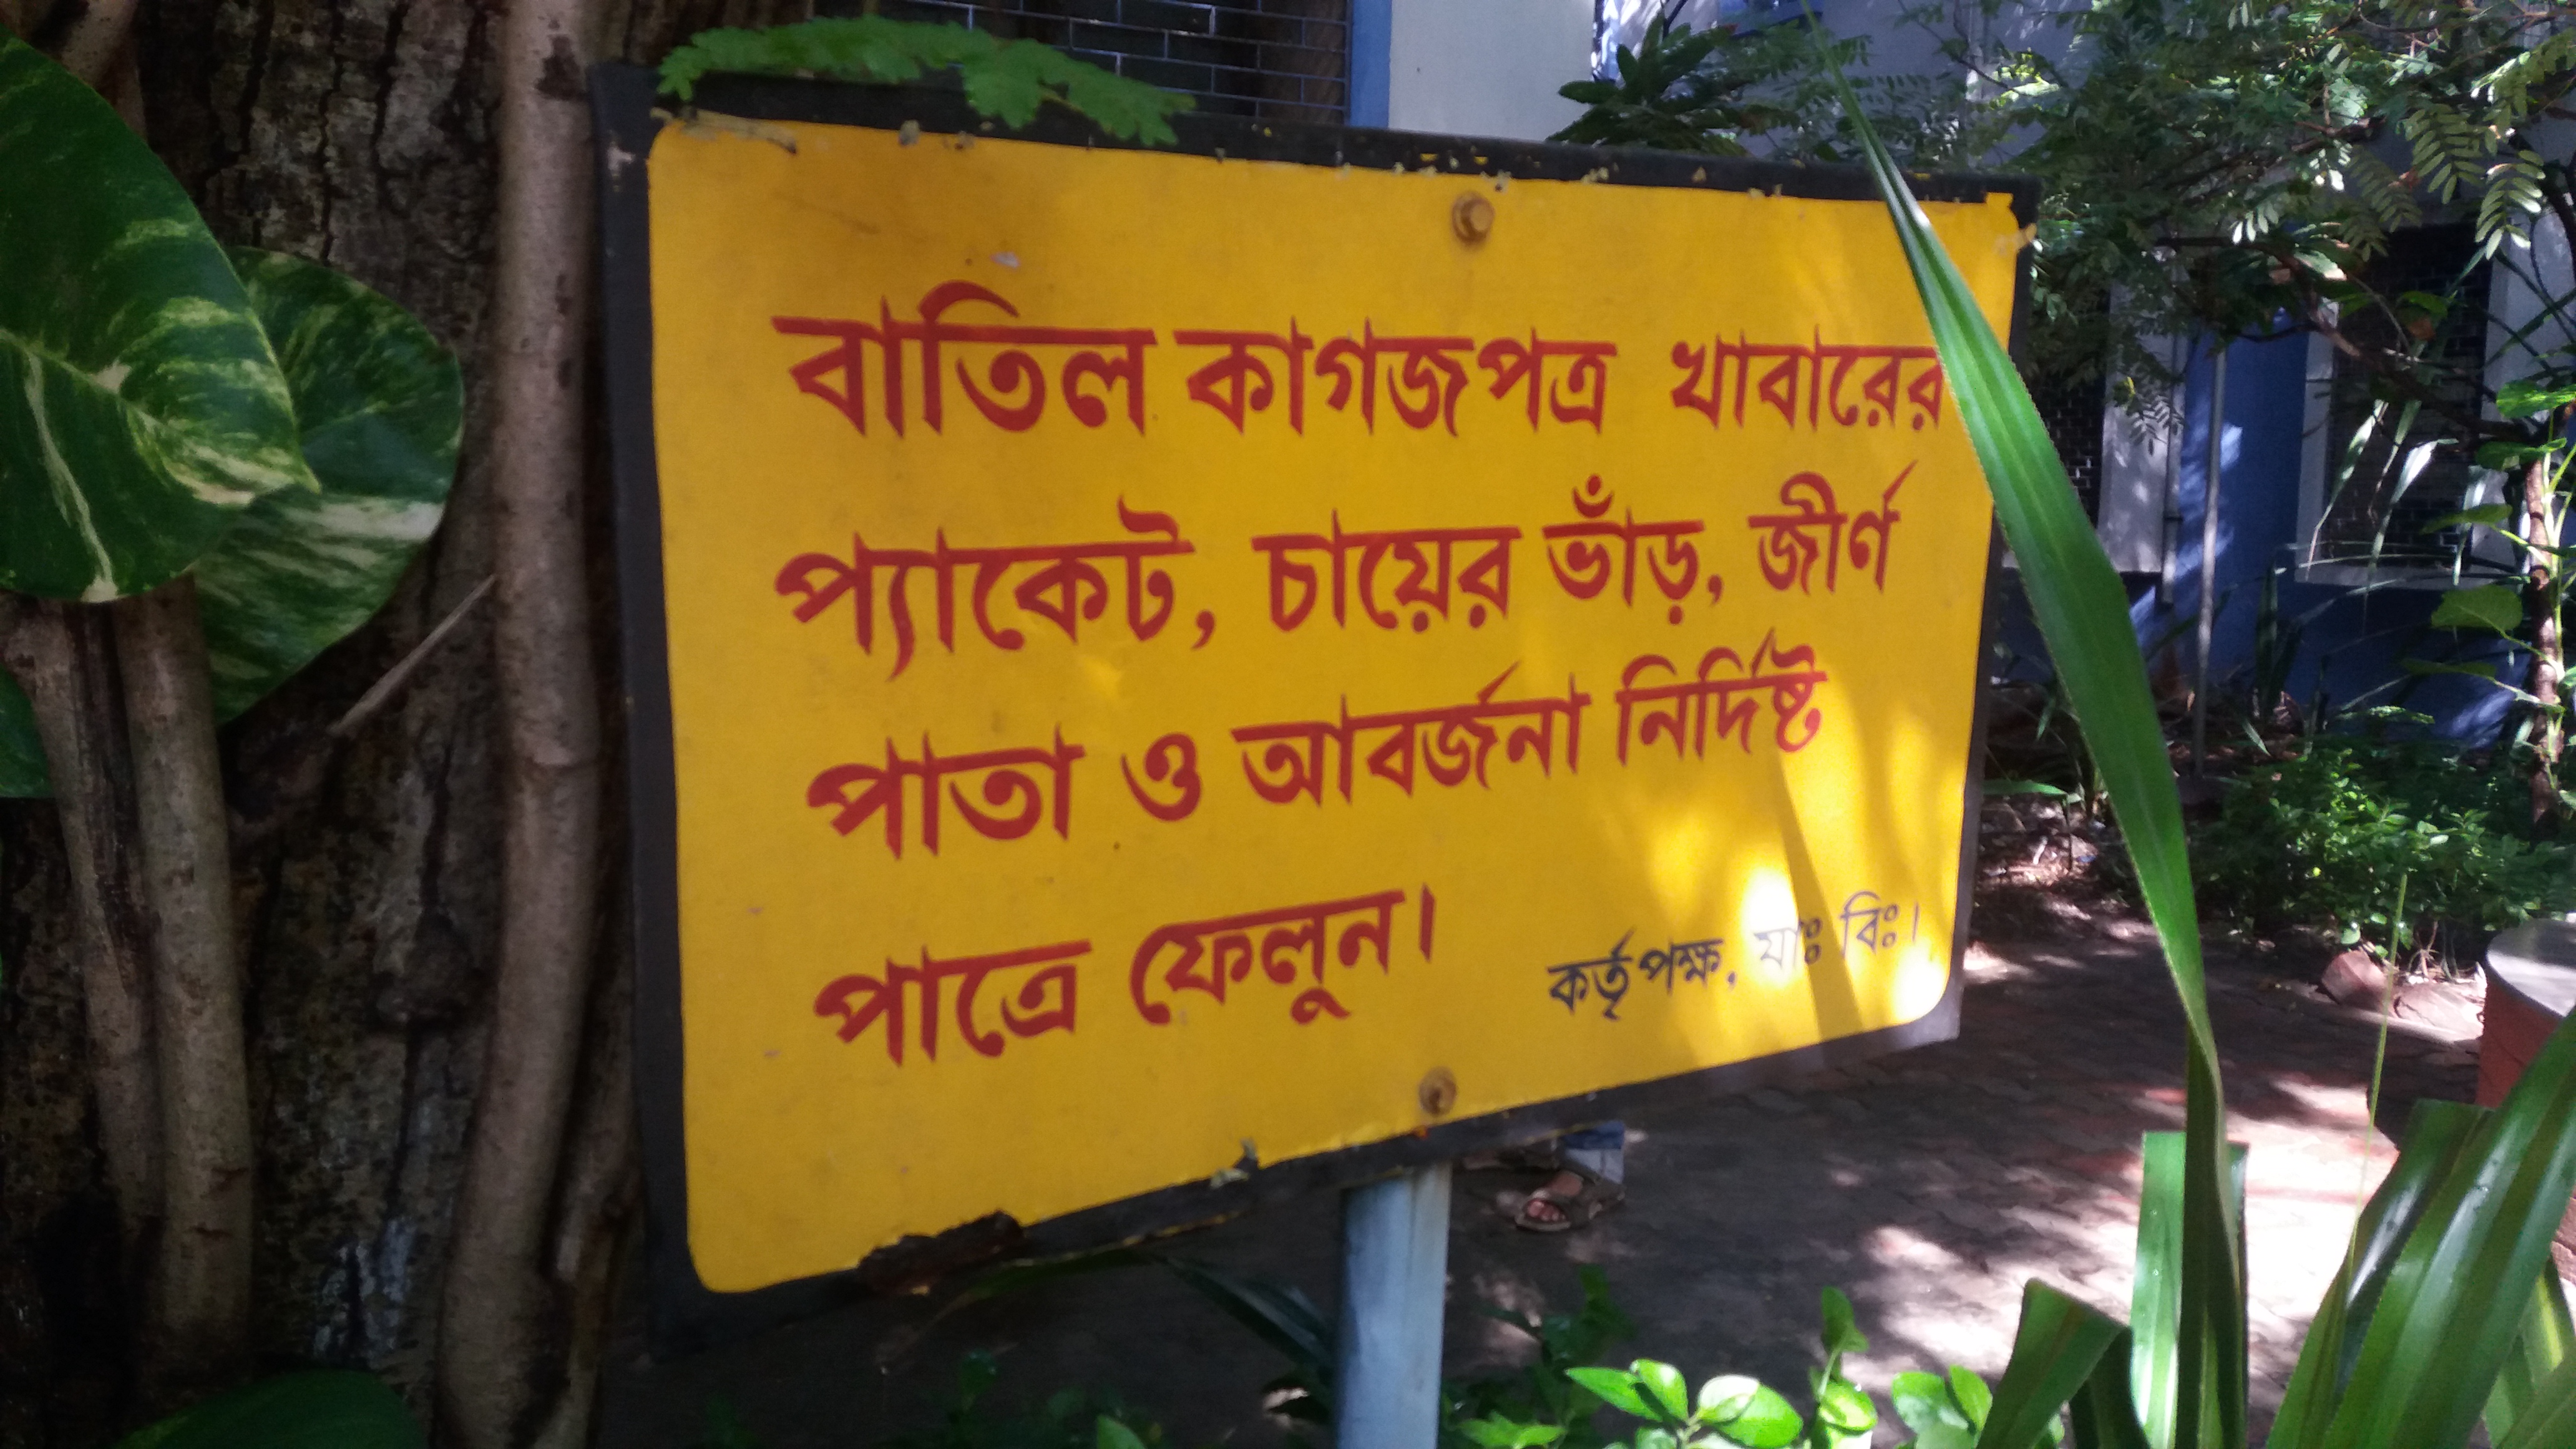 বাতিল কাগজপত্র খাবারের
প্যাকেট, চায়ের ভাঁড়, জীর্ণ
পাতা ও আবর্জনা নির্দিষ্ট
পাত্রে ফেলুন।
কর্তৃপক্ষ, যাঃ বিঃ।